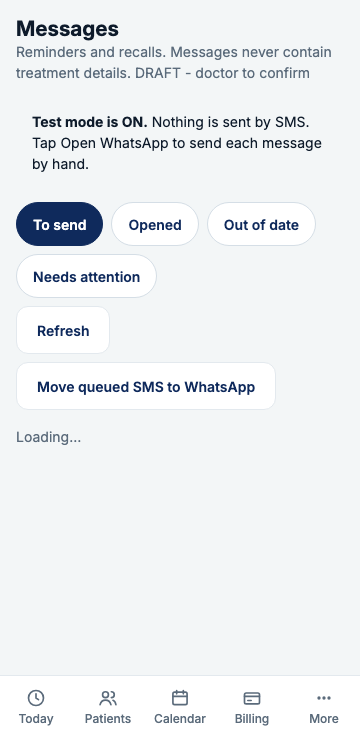 Messages
Reminders and recalls. Messages never contain
treatment details. DRAFT - doctor to confirm
Test mode is ON. Nothing is sent by SMS.
Tap Open WhatsApp to send each message
by hand.
To send
Opened
Out of date
Needs attention
Refresh
Move queued SMS to WhatsApp
Loading...
Today
Patients
Calendar
Billing
More